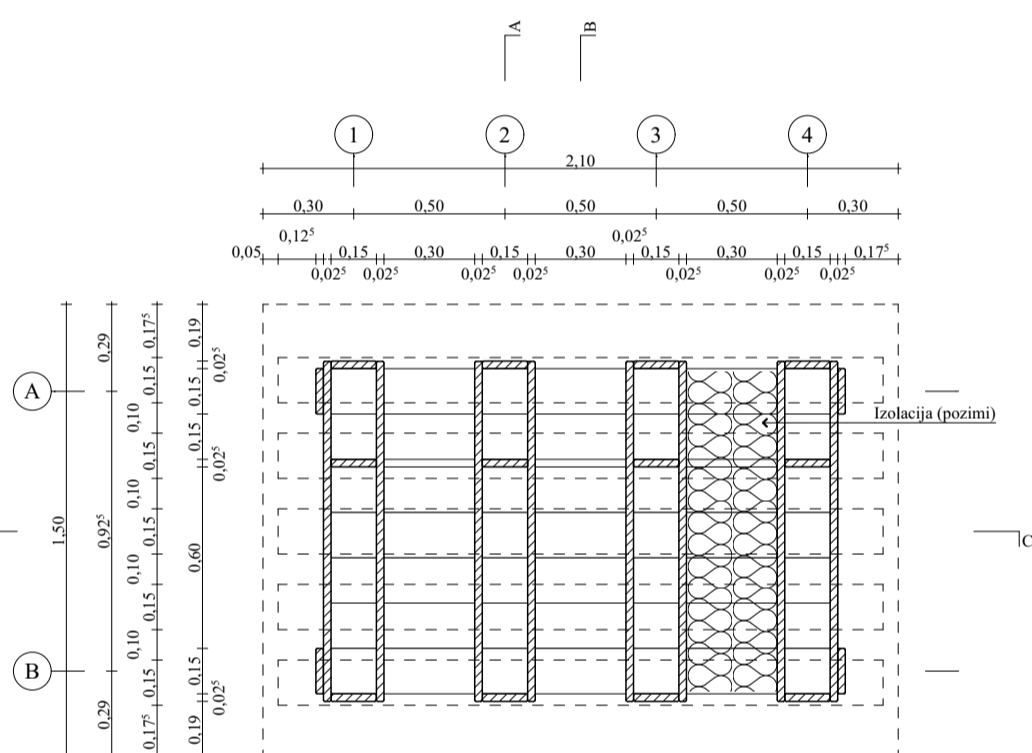 A B
1 2 3 4
2,10
0,30 0,50 0,50 0,50 0,30
0,05 0,12⁵ 0,15 0,30 0,15 0,30 0,02⁵ 0,15 0,30 0,15 0,17⁵
0,02⁵ 0,02⁵ 0,02⁵ 0,02⁵ 0,02⁵ 0,02⁵ 0,02⁵
A
B
1,50
0,29 0,92⁵ 0,29
0,17⁵ 0,15 0,10 0,15 0,10 0,15 0,10 0,15 0,10 0,15 0,17⁵
0,19 0,15 0,15 0,60 0,15 0,19
0,02⁵ 0,02⁵ 0,02⁵
Izolacija (pozimi)
C